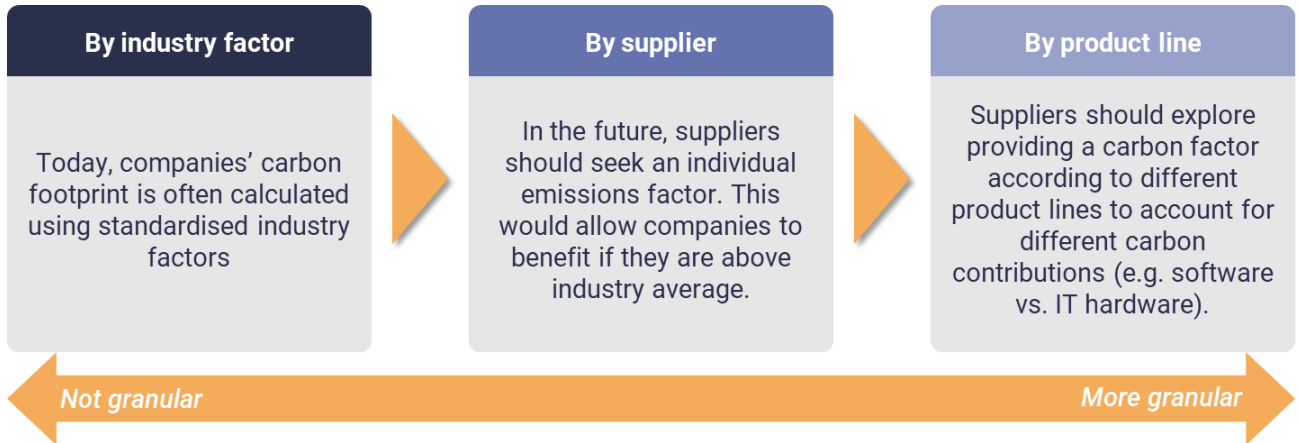 By industry factor
Today, companies’ carbon
footprint is often calculated
using standardised industry
factors
By supplier
In the future, suppliers
should seek an individual
emissions factor. This
would allow companies to
benefit if they are above
industry average.
By product line
Suppliers should explore
providing a carbon factor
according to different
product lines to account for
different carbon
contributions (e.g. software
vs. IT hardware).
Not granular
More granular